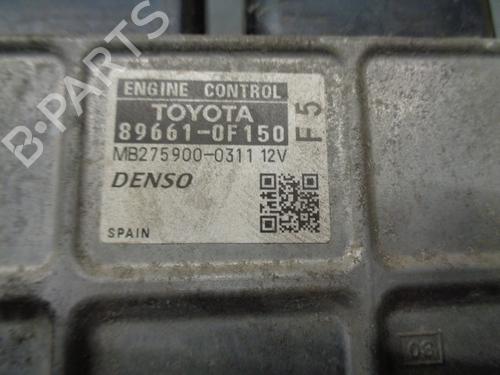 B-PARTS
ENGINE CONTROL
TOYOTA
89661-0F150
F5
MB275900-0311 12V
DENSO
SPAIN
03